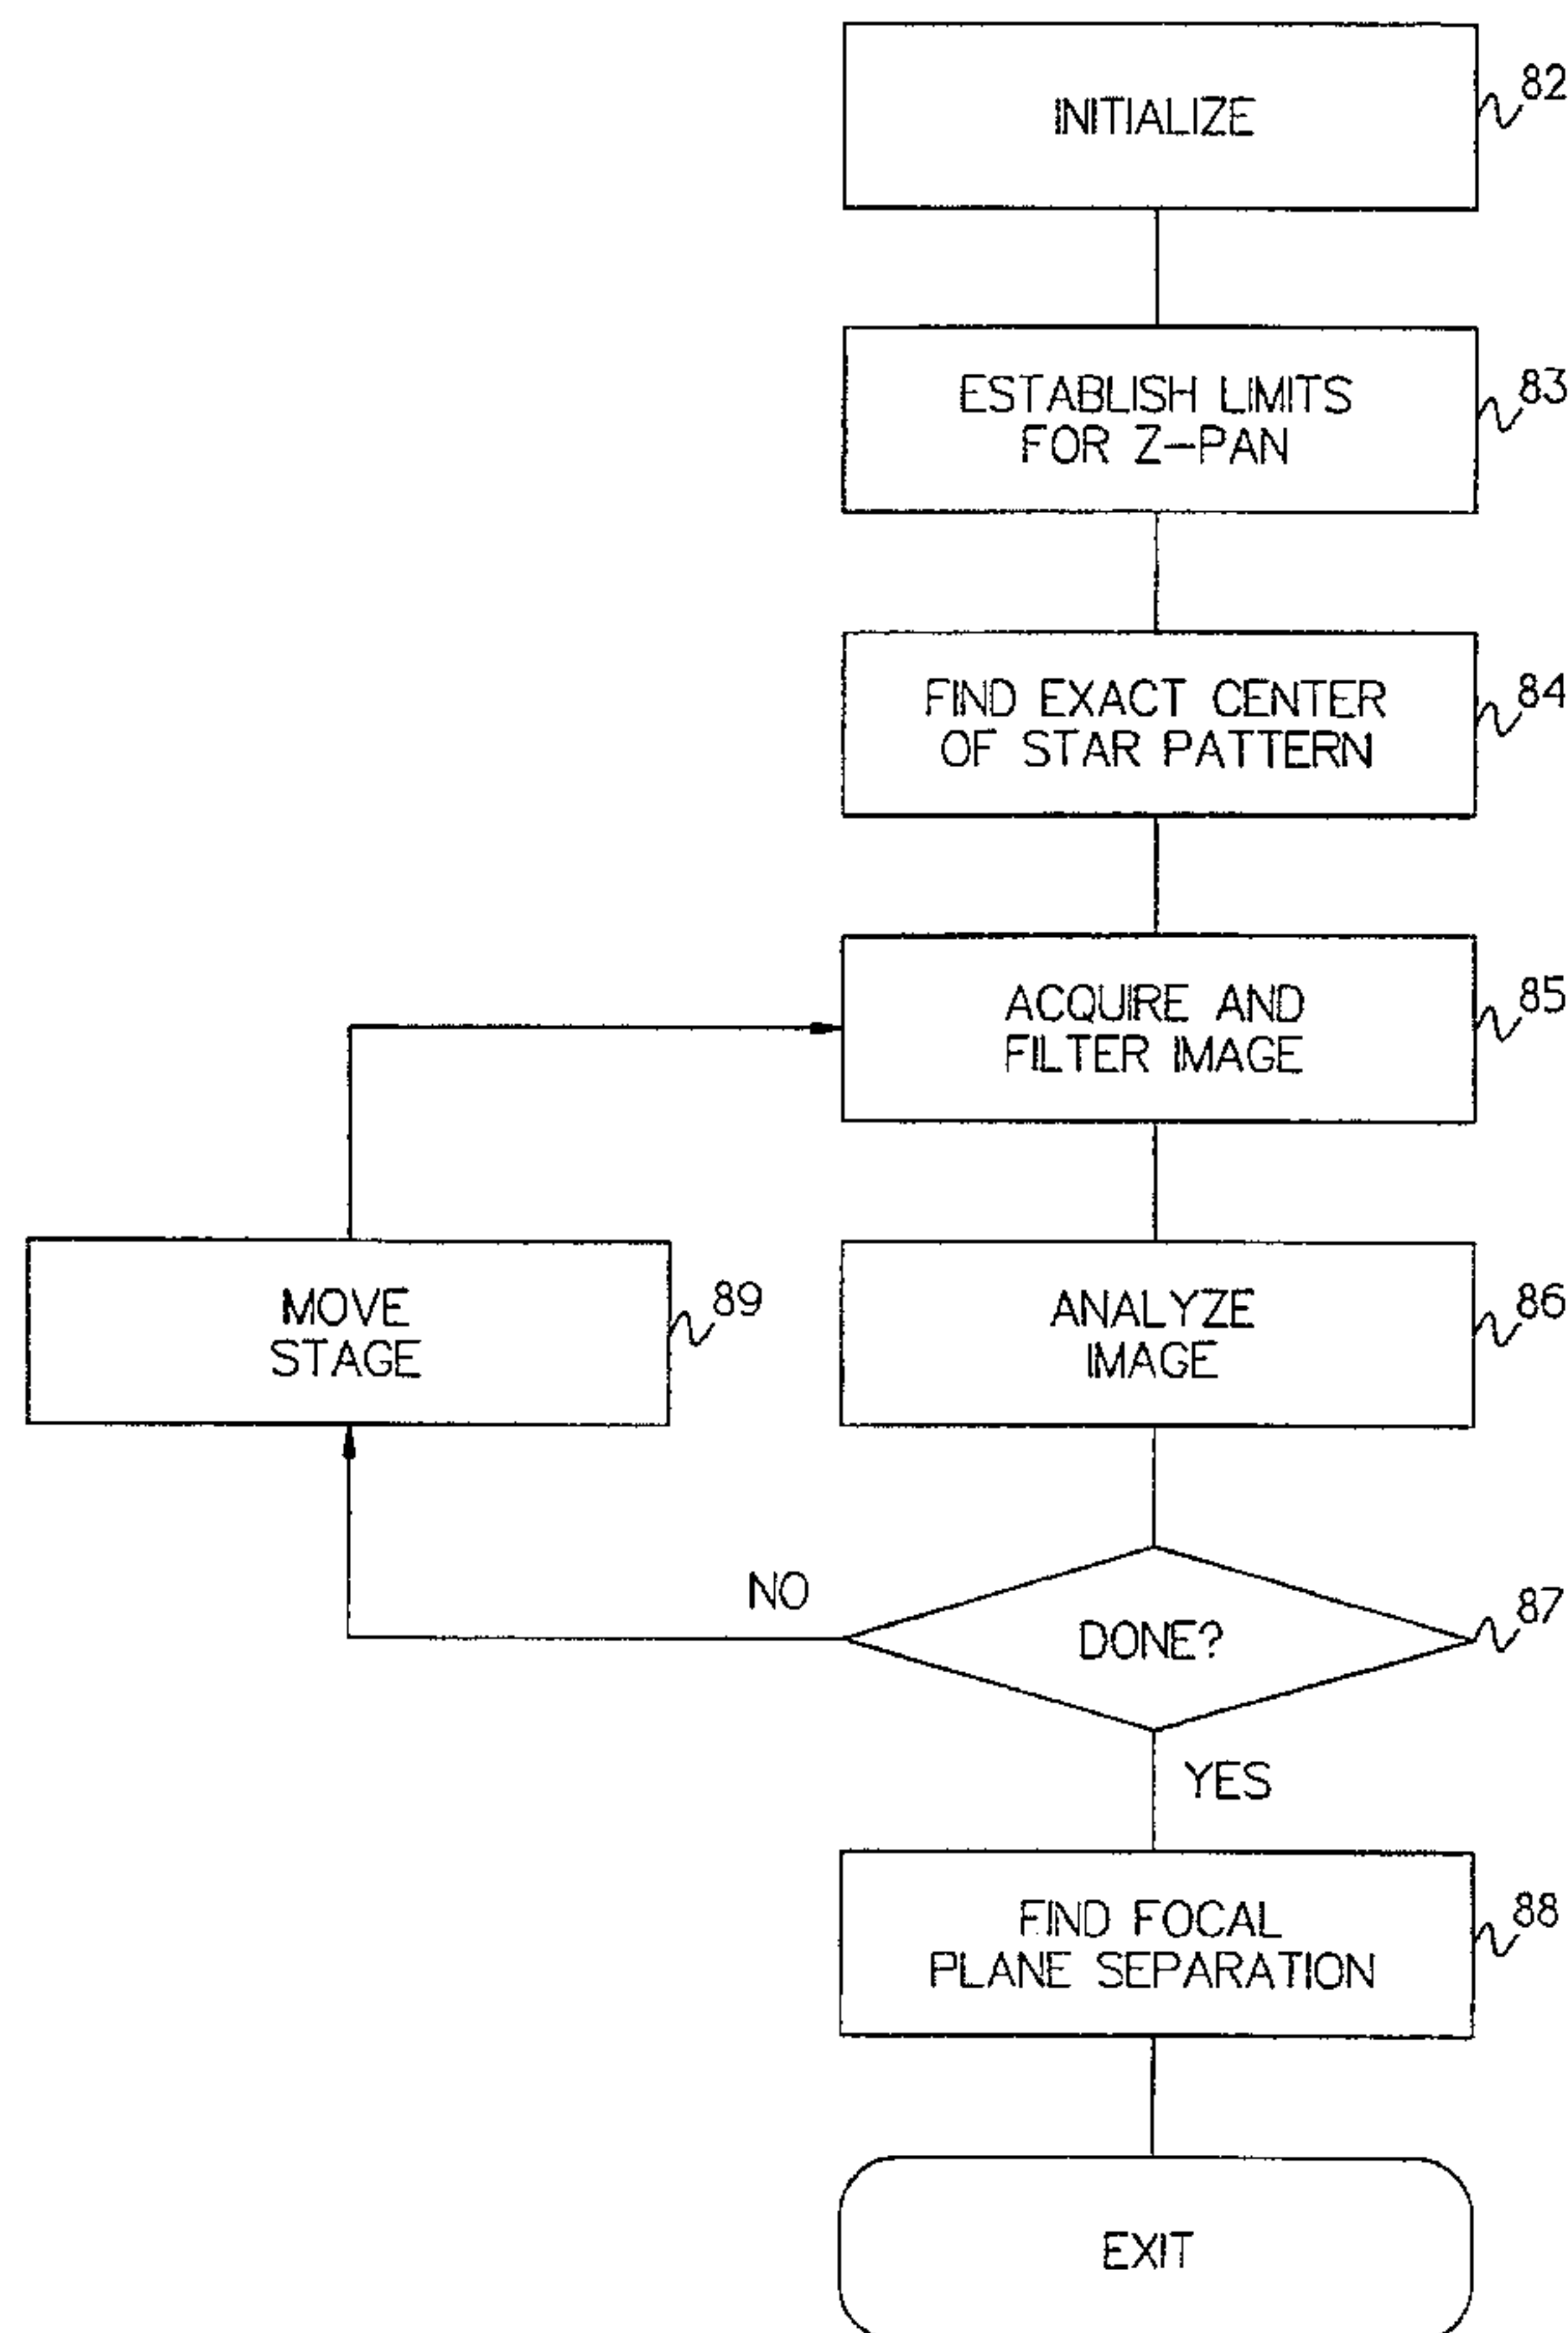 INITIALIZE
82
ESTABLISH LIMITS
FOR Z-PAN
83
FIND EXACT CENTER
OF STAR PATTERN
84
ACQUIRE AND
FILTER IMAGE
85
MOVE
STAGE
89
ANALYZE
IMAGE
86
NO
DONE?
87
YES
FIND FOCAL
PLANE SEPARATION
88
EXIT